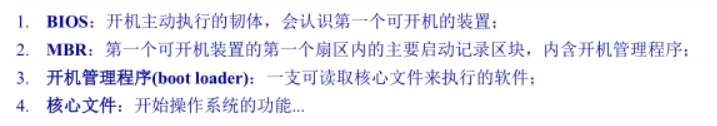 1. BIOS：开机主动执行的韧体，会认识第一个可开机的装置；
2. MBR：第一个可开机装置的第一个扇区内的主要启动记录区块，内含开机管理程序；
3. 开机管理程序(boot loader)：一支可读取核心文件来执行的软件；
4. 核心文件：开始操作系统的功能...